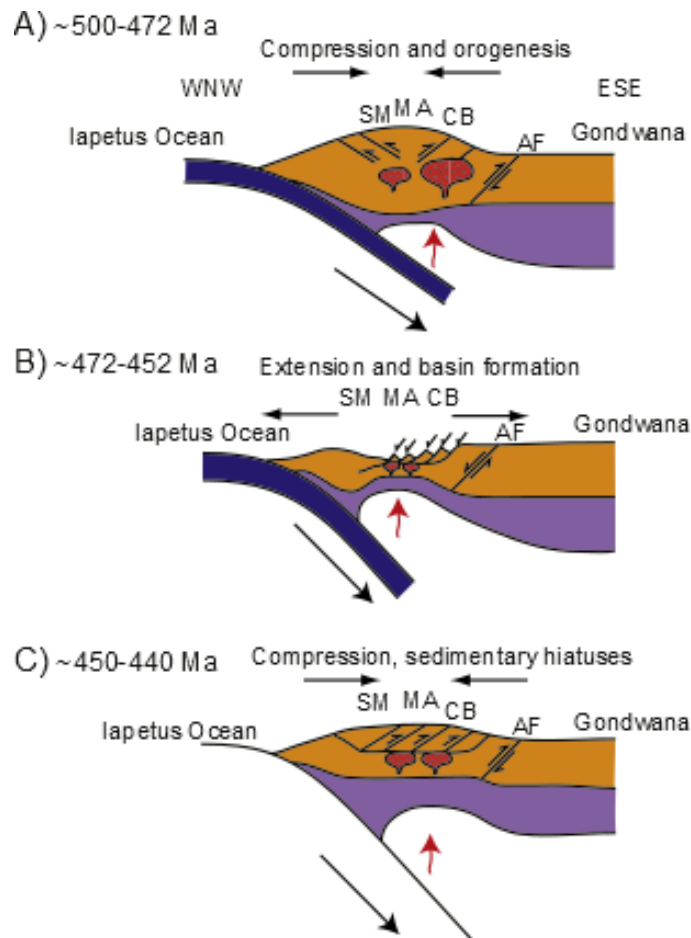 A) ~500-472 Ma
Compression and orogenesis
WNW
ESE
SM MA CB
Iapetus Ocean
AF
Gondwana
B) ~472-452 Ma
Extension and basin formation
SM MA CB
Gondwana
Iapetus Ocean
AF
C) ~450-440 Ma
Compression, sedimentary hiatuses
SM MA CB
Iapetus Ocean
AF
Gondwana